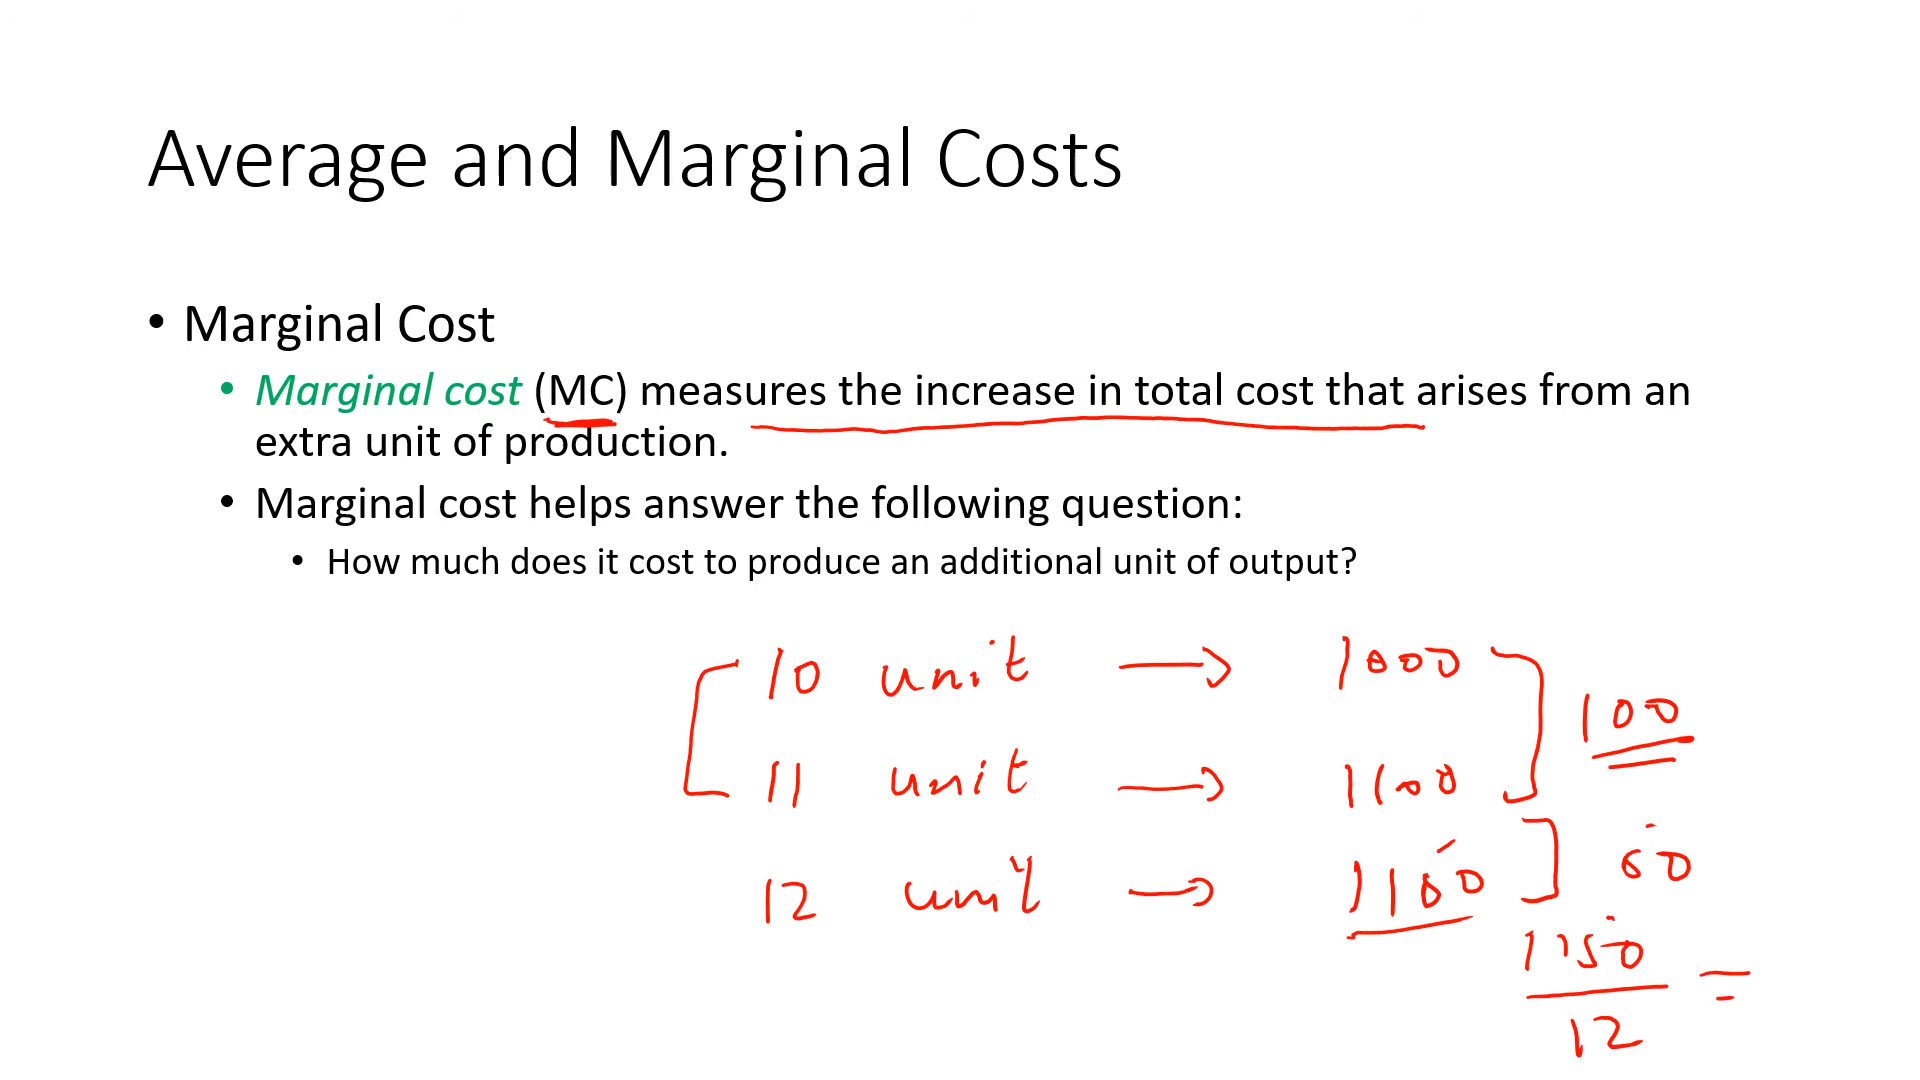 Average and Marginal Costs
• Marginal Cost
• Marginal cost (MC) measures the increase in total cost that arises from an
extra unit of production.
• Marginal cost helps answer the following question:
• How much does it cost to produce an additional unit of output?
10 unit → 1000
100
11 unit → 1100
12 unit → 1150
50
1150
=
12